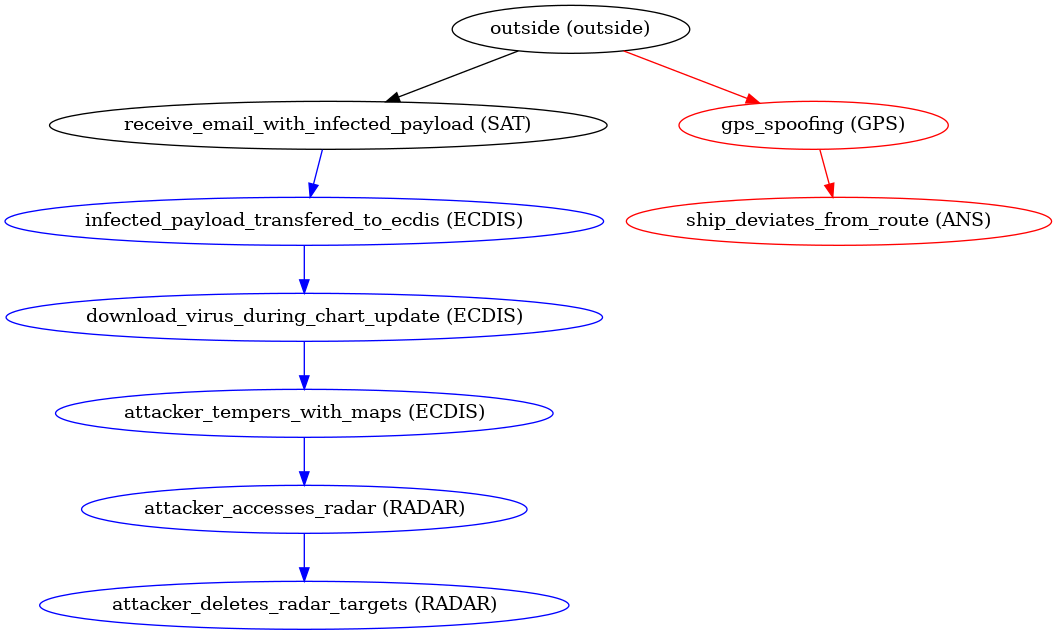 outside (outside)
receive_email_with_infected_payload (SAT)
gps_spoofing (GPS)
infected_payload_transfered_to_ecdis (ECDIS)
ship_deviates_from_route (ANS)
download_virus_during_chart_update (ECDIS)
attacker_tempers_with_maps (ECDIS)
attacker_accesses_radar (RADAR)
attacker_deletes_radar_targets (RADAR)